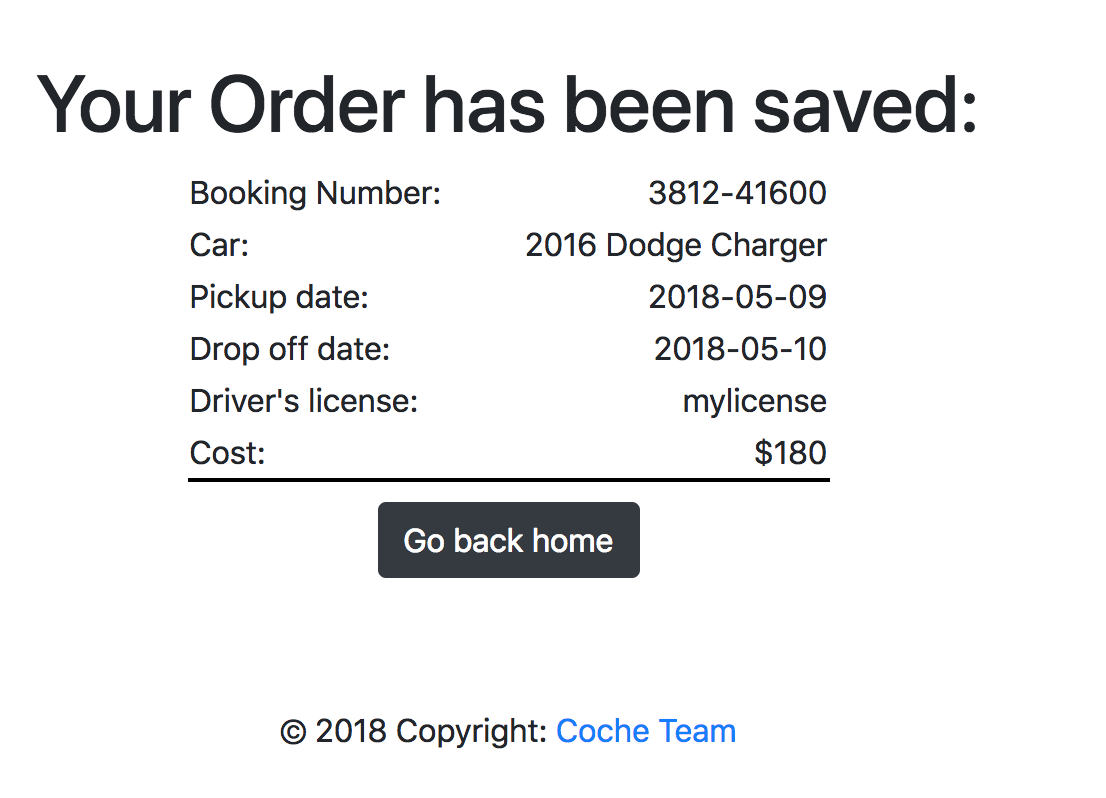 Your Order has been saved:
Booking Number: 3812-41600
Car: 2016 Dodge Charger
Pickup date: 2018-05-09
Drop off date: 2018-05-10
Driver's license: mylicense
Cost: $180
Go back home
© 2018 Copyright: Coche Team